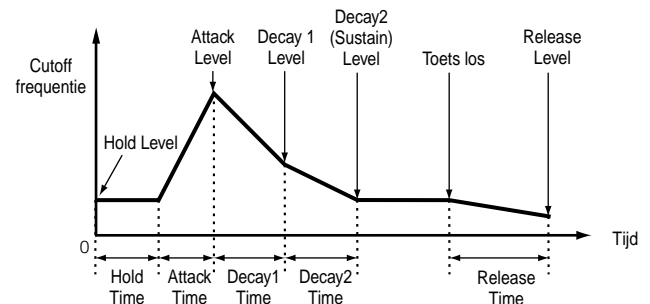 Cutoff
frequentie
Hold Level
Attack
Level
Decay 1
Level
Decay2
(Sustain)
Level
Toets los
Release
Level
0
Tijd
Hold
Time
Attack
Time
Decay1
Time
Decay2
Time
Release
Time